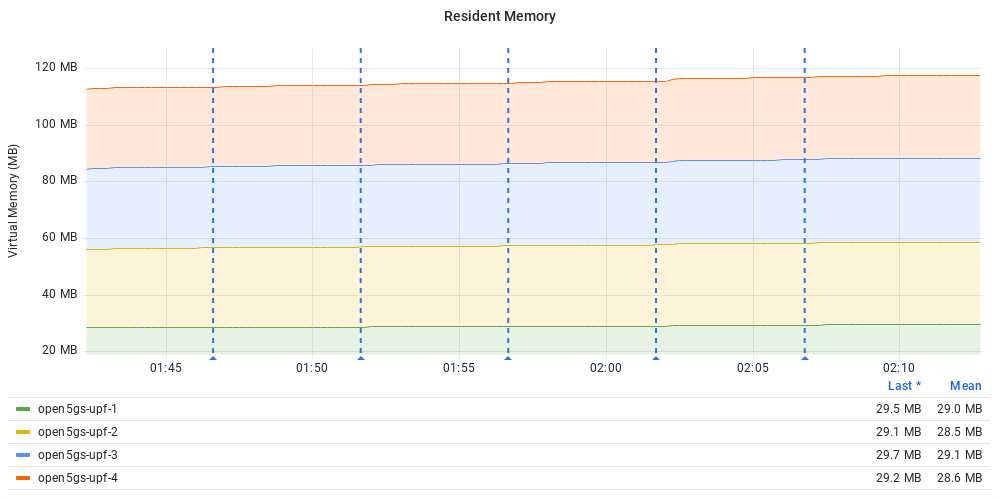 Resident Memory
Virtual Memory (MB)
120 MB
100 MB
80 MB
60 MB
40 MB
20 MB
01:45 01:50 01:55 02:00 02:05 02:10
Last * Mean
open5gs-upf-1 29.5 MB 29.0 MB
open5gs-upf-2 29.1 MB 28.5 MB
open5gs-upf-3 29.7 MB 29.1 MB
open5gs-upf-4 29.2 MB 28.6 MB